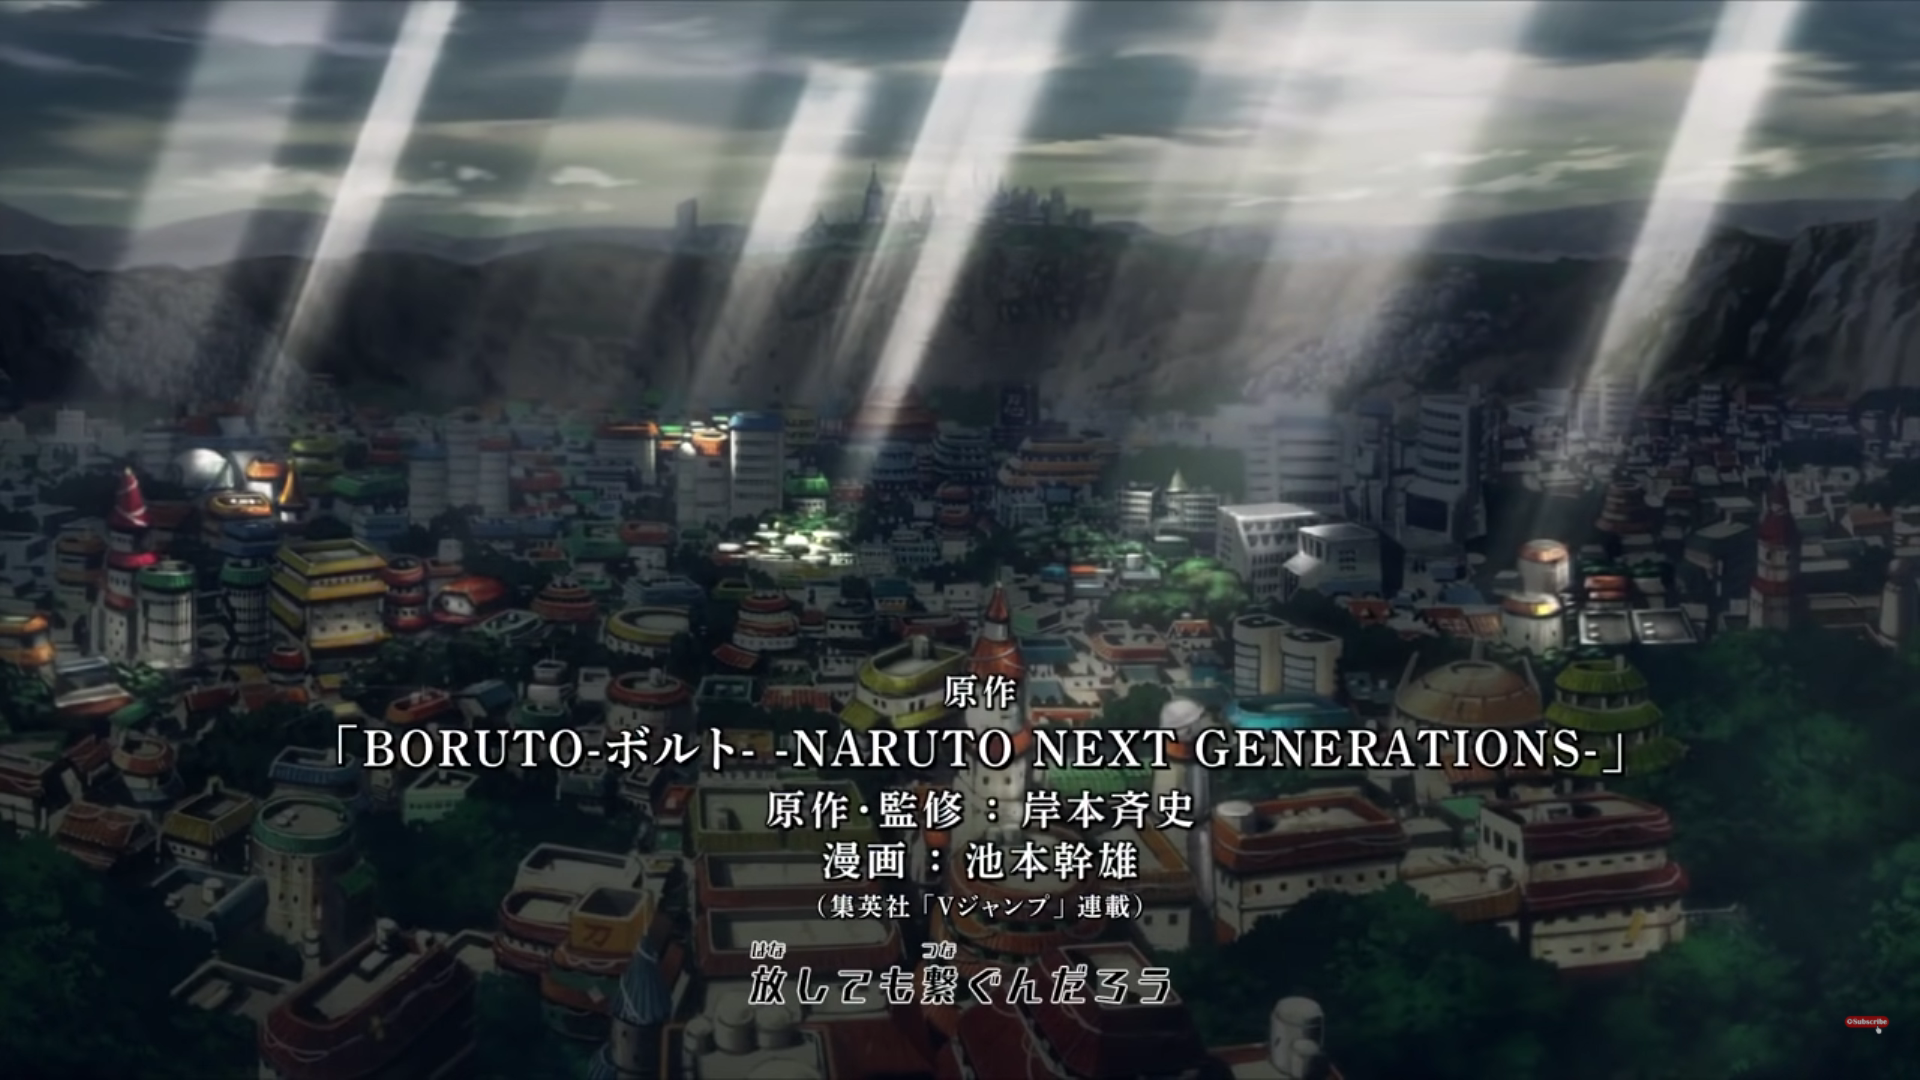 原作
「BORUTO-ボルト- -NARUTO NEXT GENERATIONS-」
原作・監修 : 岸本斉史
漫画 : 池本幹雄
(集英社「Vジャンプ」連載)
はな つな
放しても繋ぐんだろう
Subscribe